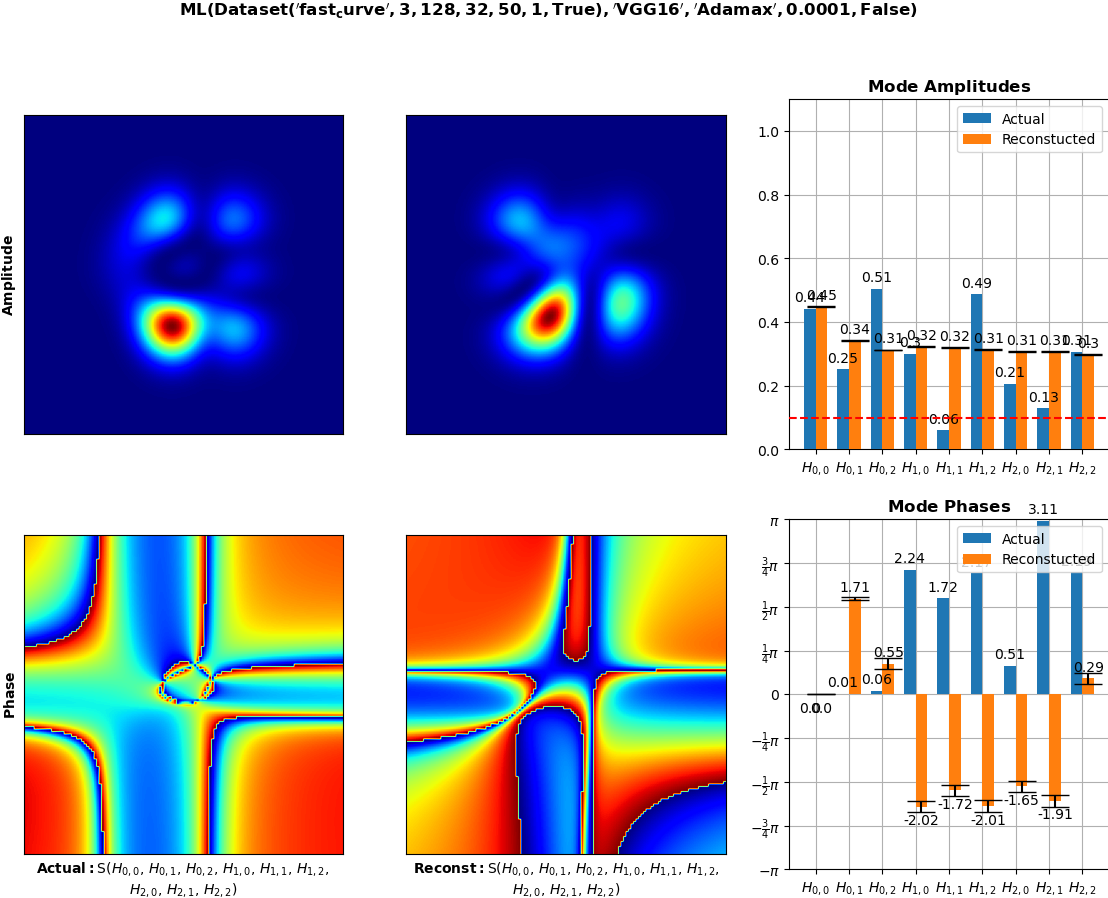 ML(Dataset('fast_curve', 3, 128, 32, 50, 1, True), 'VGG16', 'Adamax', 0.0001, False)
Amplitude
Mode Amplitudes
Actual
Reconstucted
1.0
0.8
0.6
0.4
0.2
0.0
0.44
0.45
0.25
0.34
0.51
0.31
0.3
0.32
0.06
0.32
0.49
0.31
0.21
0.31
0.13
0.31
0.31
0.3
H0,0 H0,1 H0,2 H1,0 H1,1 H1,2 H2,0 H2,1 H2,2
Phase
Mode Phases
Actual
Reconstucted
π
3/4π
1/2π
1/4π
0
−1/4π
−1/2π
−3/4π
−π
0.0
0.0
0.01
1.71
0.06
0.55
2.24
-2.02
1.72
-1.72
-2.01
0.51
-1.65
3.11
-1.91
0.29
H0,0 H0,1 H0,2 H1,0 H1,1 H1,2 H2,0 H2,1 H2,2
Actual: S(H0,0, H0,1, H0,2, H1,0, H1,1, H1,2,
H2,0, H2,1, H2,2)
Reconst: S(H0,0, H0,1, H0,2, H1,0, H1,1, H1,2,
H2,0, H2,1, H2,2)